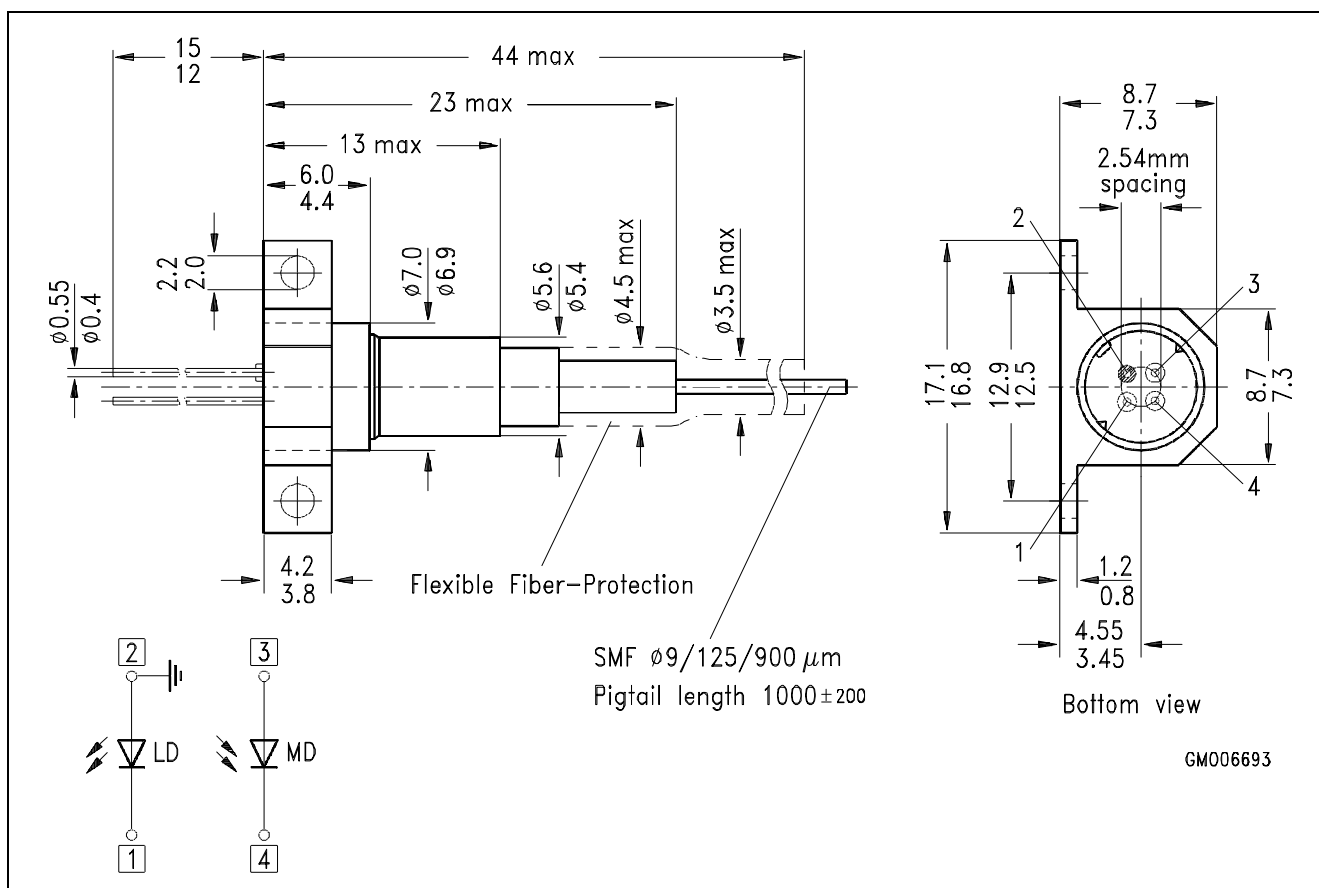 15
12
44 max
23 max
13 max
6.0
4.4
2.2
2.0
ø0.55
ø0.4
ø7.0
ø6.9
ø5.6
ø5.4
ø4.5 max
ø3.5 max
4.2
3.8
Flexible Fiber-Protection
SMF ø9/125/900 µm
Pigtail length 1000±200
8.7
7.3
2.54mm
spacing
2
3
17.1
16.8
12.9
12.5
8.7
7.3
1
4
1.2
0.8
4.55
3.45
Bottom view
2
3
LD
MD
1
4
GM006693